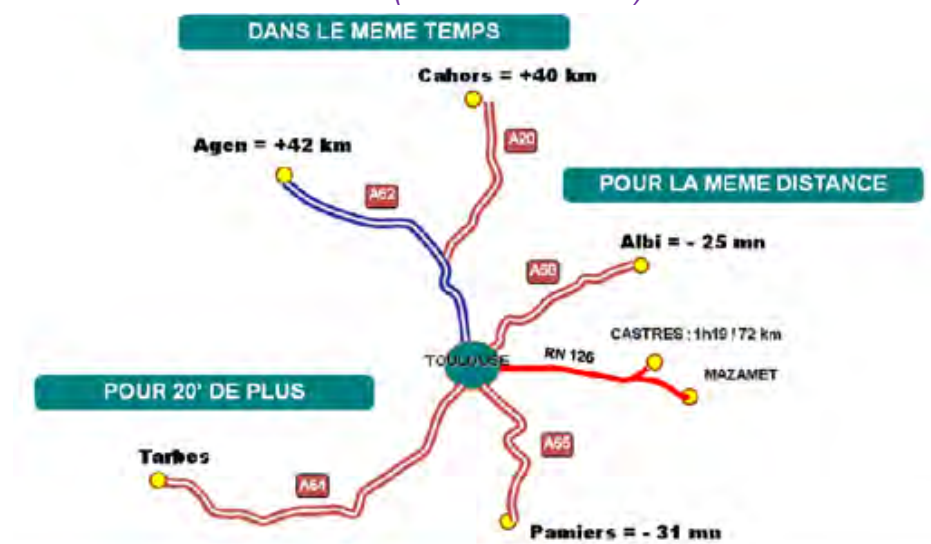 DANS LE MEME TEMPS
Cahors = +40 km
A20
Agen = +42 km
A62
POUR LA MEME DISTANCE
Albi = - 25 mn
A68
CASTRES : 1h19 ! 72 km
TOULOUSE
RN 126
MAZAMET
POUR 20' DE PLUS
A66
Tarbes
A64
Pamiers = - 31 mn